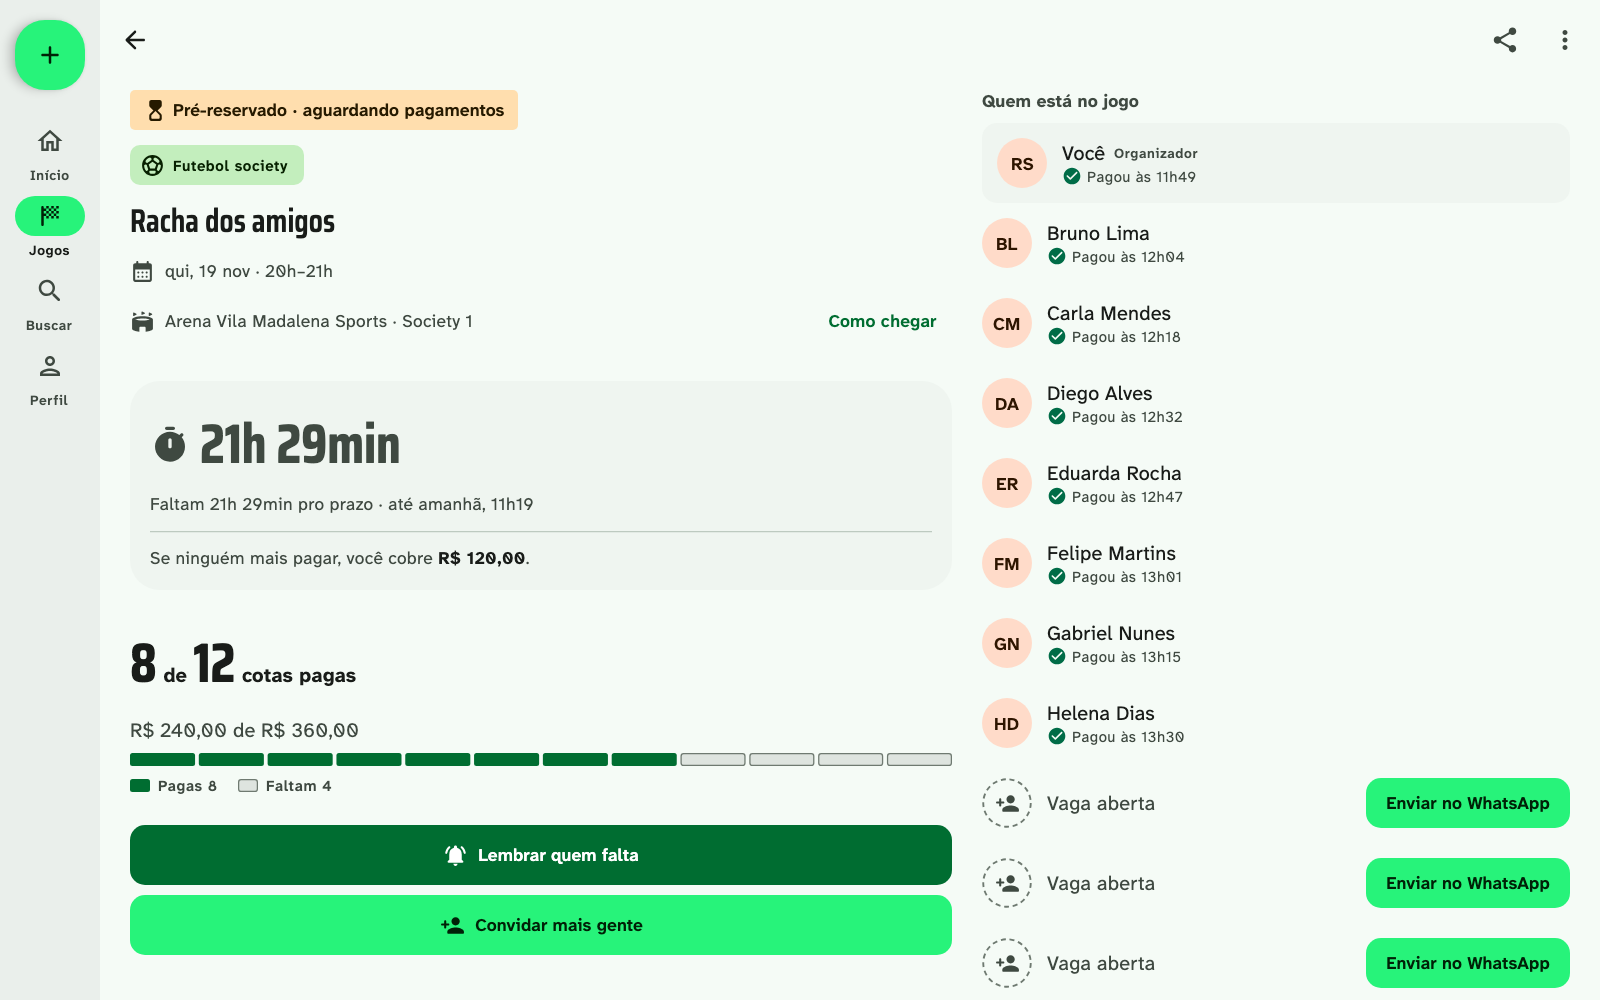 Início
Jogos
Buscar
Perfil
Pré-reservado · aguardando pagamentos
Futebol society
Racha dos amigos
qui, 19 nov · 20h–21h
Arena Vila Madalena Sports · Society 1
Como chegar
21h 29min
Faltam 21h 29min pro prazo · até amanhã, 11h19
Se ninguém mais pagar, você cobre R$ 120,00.
8 de 12 cotas pagas
R$ 240,00 de R$ 360,00
Pagas 8
Faltam 4
Lembrar quem falta
Convidar mais gente
Quem está no jogo
RS
Você Organizador
Pagou às 11h49
BL
Bruno Lima
Pagou às 12h04
CM
Carla Mendes
Pagou às 12h18
DA
Diego Alves
Pagou às 12h32
ER
Eduarda Rocha
Pagou às 12h47
FM
Felipe Martins
Pagou às 13h01
GN
Gabriel Nunes
Pagou às 13h15
HD
Helena Dias
Pagou às 13h30
Vaga aberta
Enviar no WhatsApp
Vaga aberta
Enviar no WhatsApp
Vaga aberta
Enviar no WhatsApp